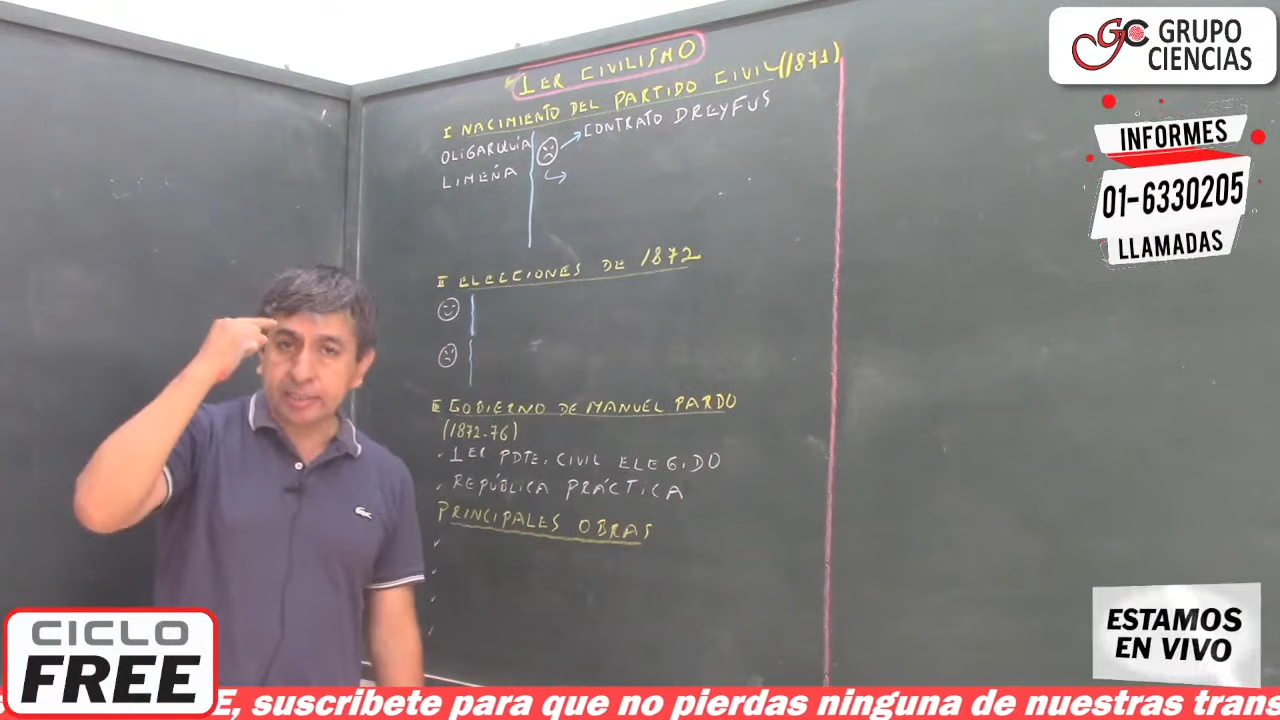 1ER CIVILISMO
I NACIMIENTO DEL PARTIDO CIVIL (1871)
OLIGARQUÍA
LIMEÑA
CONTRATO DREYFUS
II ELECCIONES DE 1872
III GOBIERNO DE MANUEL PARDO
(1872-76)
1ER PDTE. CIVIL ELEGIDO
REPÚBLICA PRÁCTICA
PRINCIPALES OBRAS
GC GRUPO
CIENCIAS
INFORMES
01-6330205
LLAMADAS
ESTAMOS
EN VIVO
CICLO
FREE
E, suscribete para que no pierdas ninguna de nuestras trans